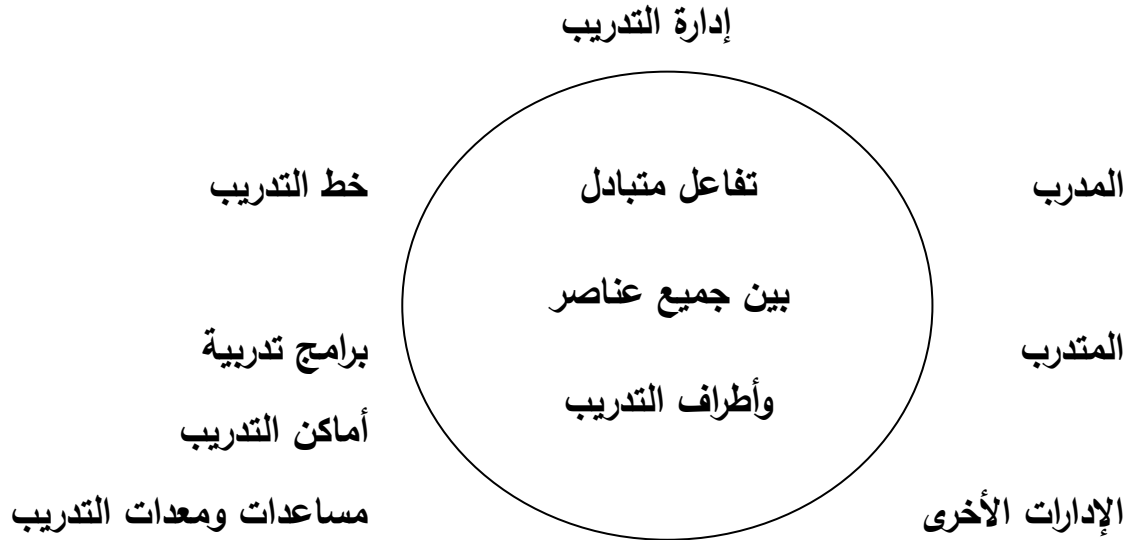 إدارة التدريب
المدرب
تفاعل متبادل
خط التدريب
بين جميع عناصر
المتدرب
برامج تدربية
وأطراف التدريب
أماكن التدريب
الإدارات الأخرى
مساعدات ومعدات التدريب